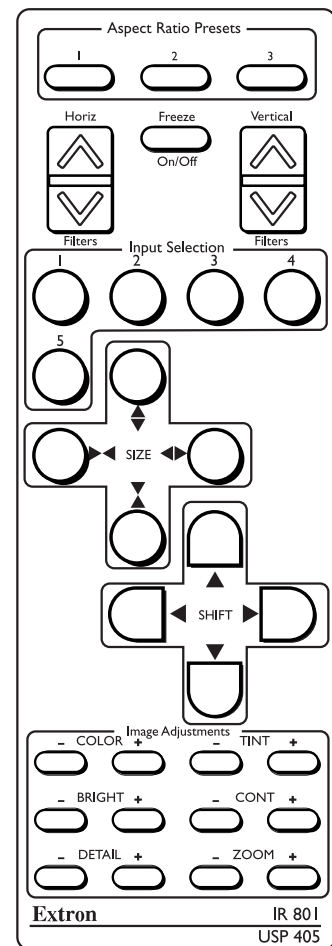 Aspect Ratio Presets
1 2 3
Horiz Freeze Vertical
On/Off
Filters Input Selection Filters
1 2 3 4
5
SIZE
SHIFT
Image Adjustments
- COLOR + - TINT +
- BRIGHT + - CONT +
- DETAIL + - ZOOM +
Extron IR 801
USP 405